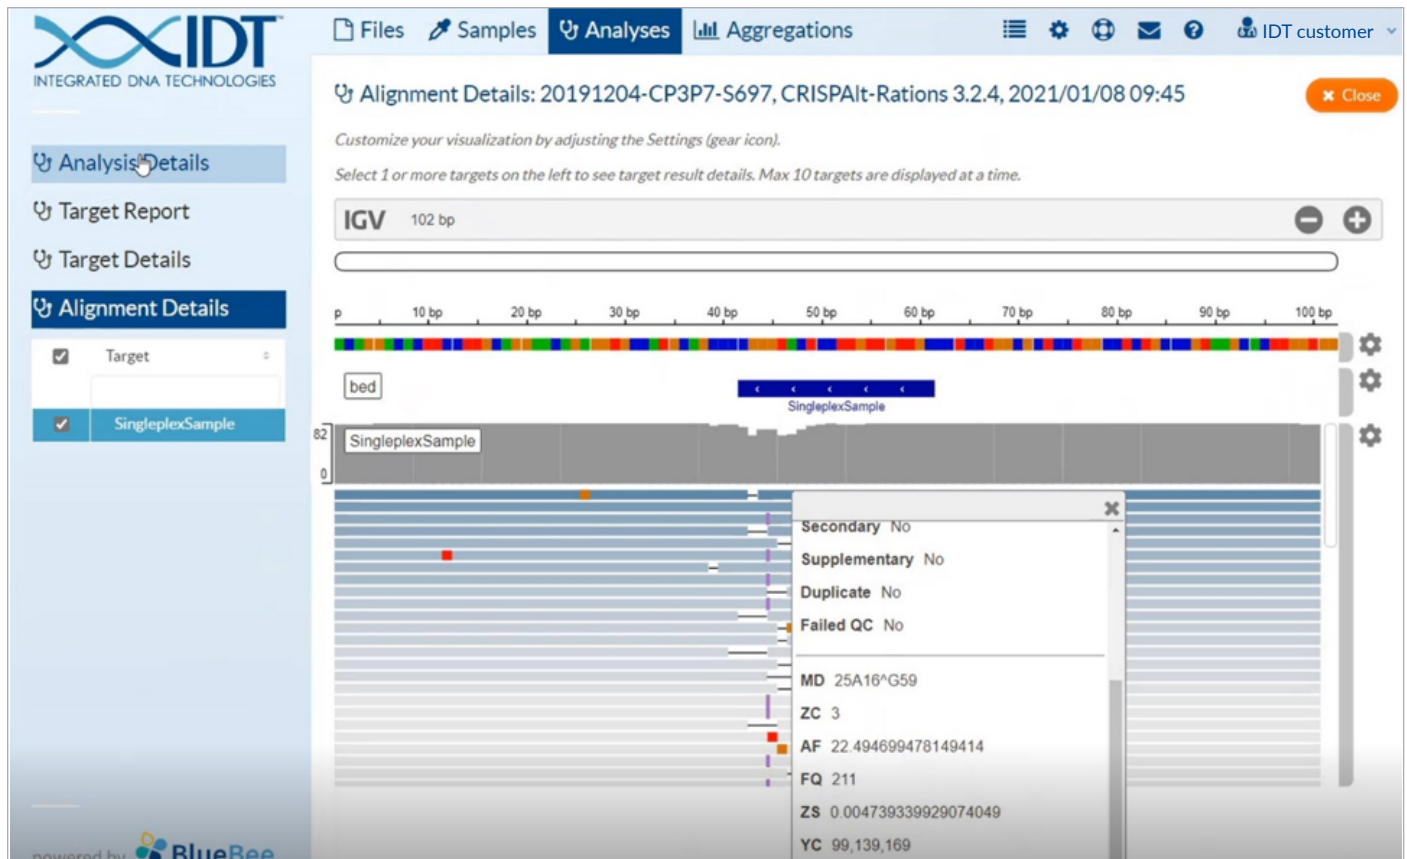 IDT
INTEGRATED DNA TECHNOLOGIES
Files Samples Analyses Aggregations IDT customer
Alignment Details: 20191204-CP3P7-S697, CRISPAlt-Rations 3.2.4, 2021/01/08 09:45
Close
Customize your visualization by adjusting the Settings (gear icon).
Select 1 or more targets on the left to see target result details. Max 10 targets are displayed at a time.
Analysis Details
Target Report
Target Details
Alignment Details
Target
SingleplexSample
IGV 102 bp
p 10 bp 20 bp 30 bp 40 bp 50 bp 60 bp 70 bp 80 bp 90 bp 100 bp
bed
SingleplexSample
82
SingleplexSample
0
Secondary No
Supplementary No
Duplicate No
Failed QC No
MD 25A16^G59
ZC 3
AF 22.494699478149414
FQ 211
ZS 0.004739339929074049
YC 99,139,169
powered by BlueBee